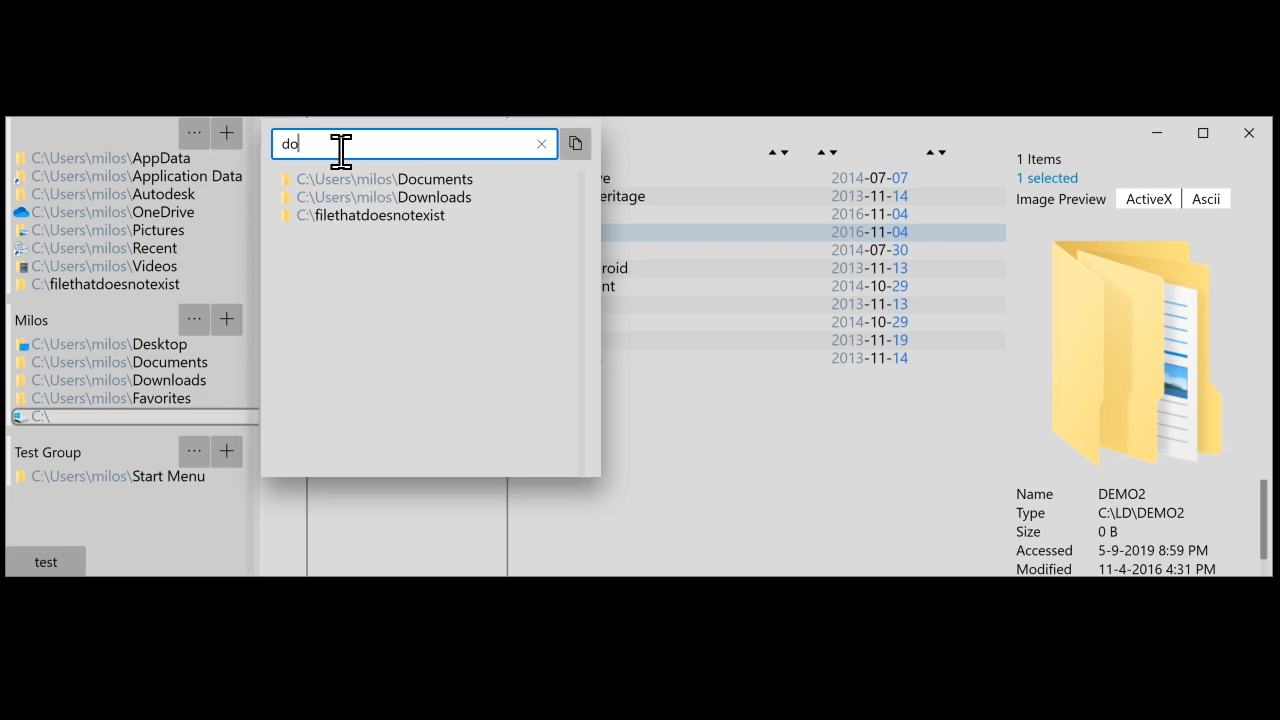 C:\Users\milos\AppData
C:\Users\milos\Application Data
C:\Users\milos\Autodesk
C:\Users\milos\OneDrive
C:\Users\milos\Pictures
C:\Users\milos\Recent
C:\Users\milos\Videos
C:\filethatdoesnotexist
Milos
C:\Users\milos\Desktop
C:\Users\milos\Documents
C:\Users\milos\Downloads
C:\Users\milos\Favorites
C:\
Test Group
C:\Users\milos\Start Menu
test
do
C:\Users\milos\Documents
C:\Users\milos\Downloads
C:\filethatdoesnotexist
2014-07-07
2013-11-14
2016-11-04
2016-11-04
2014-07-30
2013-11-13
2014-10-29
2013-11-13
2014-10-29
2013-11-19
2013-11-14
1 Items
1 selected
Image Preview ActiveX Ascii
Name DEMO2
Type C:\LD\DEMO2
Size 0 B
Accessed 5-9-2019 8:59 PM
Modified 11-4-2016 4:31 PM